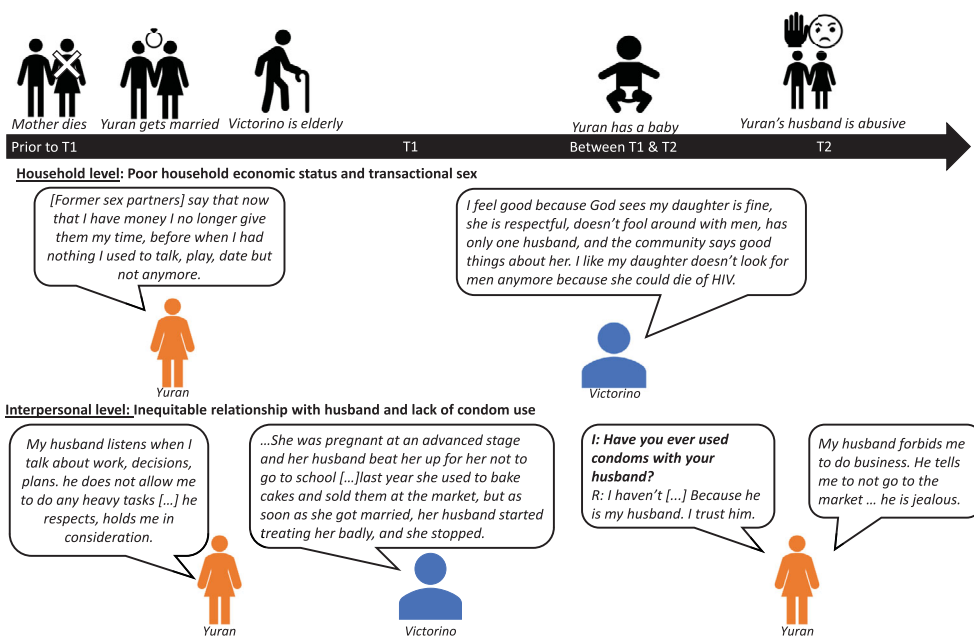 Mother dies
Yuran gets married
Victorino is elderly
Yuran has a baby
Yuran's husband is abusive
Prior to T1
T1
Between T1 & T2
T2
Household level: Poor household economic status and transactional sex
[Former sex partners] say that now
that I have money I no longer give
them my time, before when I had
nothing I used to talk, play, date but
not anymore.
I feel good because God sees my daughter is fine,
she is respectful, doesn't fool around with men, has
only one husband, and the community says good
things about her. I like my daughter doesn't look for
men anymore because she could die of HIV.
Yuran
Victorino
Interpersonal level: Inequitable relationship with husband and lack of condom use
My husband listens when I
talk about work, decisions,
plans. he does not allow me
to do any heavy tasks [...] he
respects, holds me in
consideration.
...She was pregnant at an advanced stage
and her husband beat her up for her not to
go to school [...]last year she used to bake
cakes and sold them at the market, but as
soon as she got married, her husband started
treating her badly, and she stopped.
I: Have you ever used
condoms with your
husband?
R: I haven't [...] Because he
is my husband. I trust him.
My husband forbids me
to do business. He tells
me to not go to the
market ... he is jealous.
Yuran
Victorino
Yuran